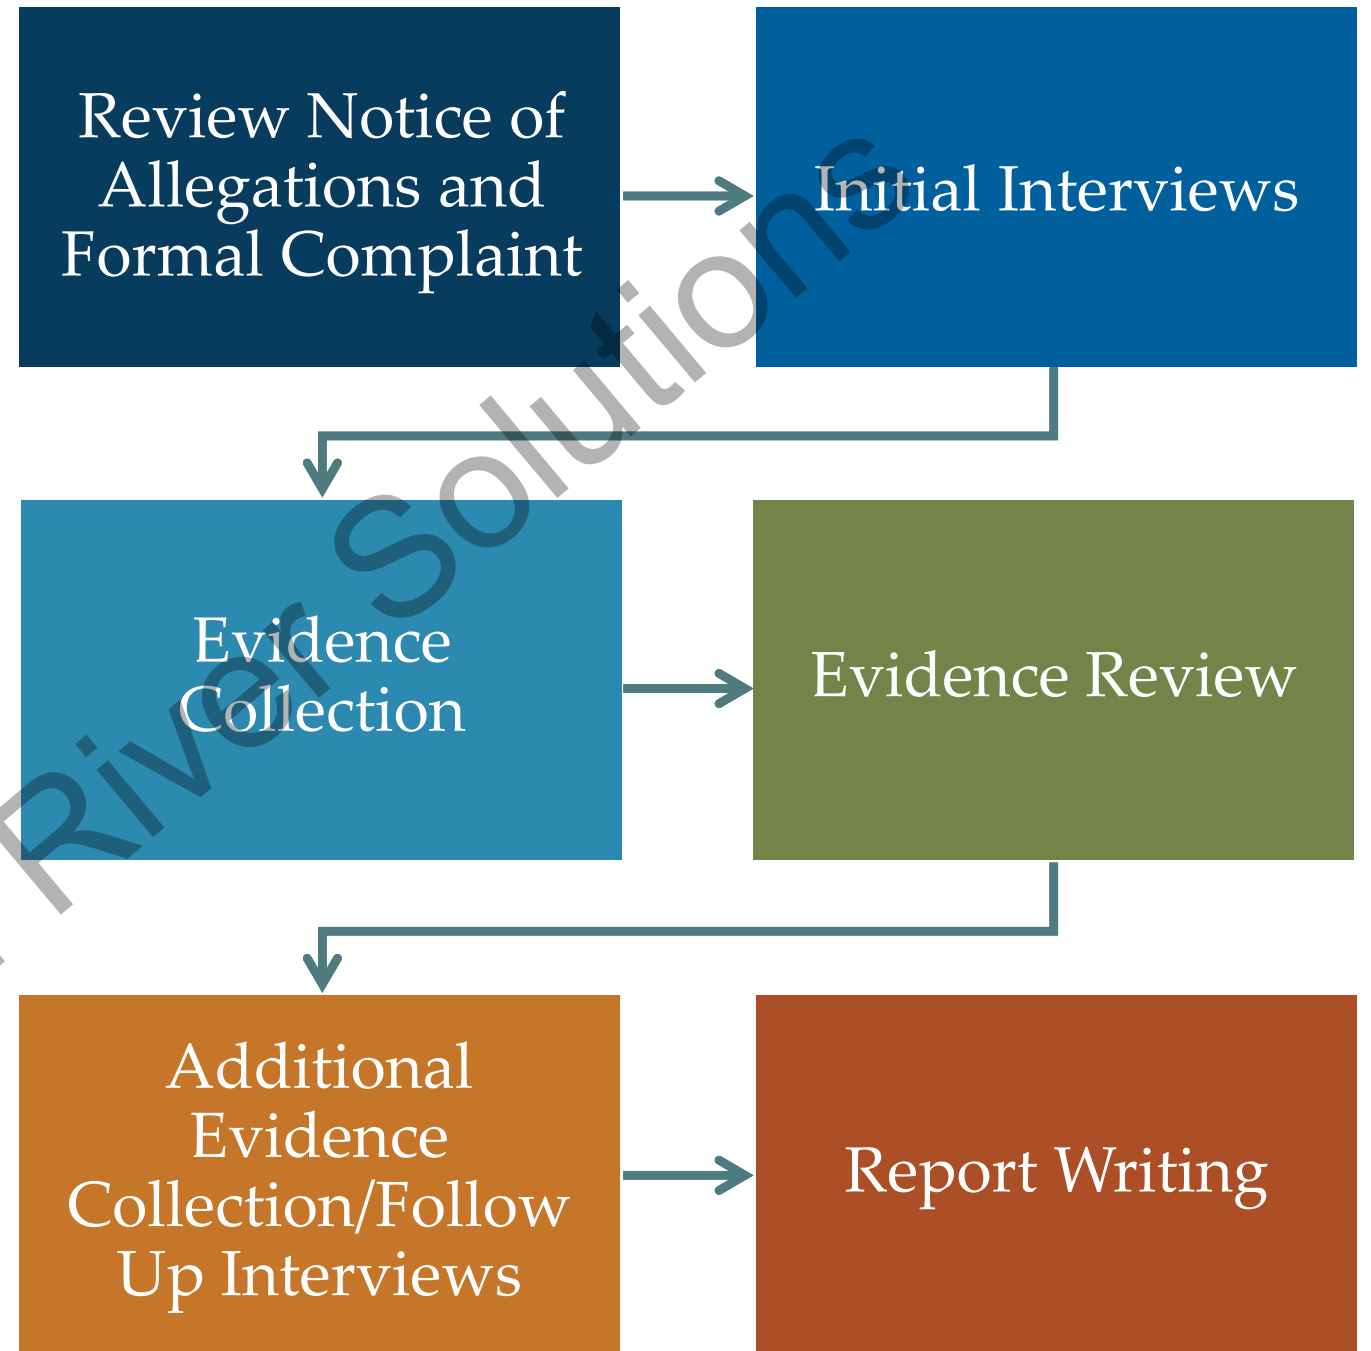 Review Notice of
Allegations and
Formal Complaint
Initial Interviews
Evidence
Collection
Evidence Review
Additional
Evidence
Collection/Follow
Up Interviews
Report Writing
River Solutions